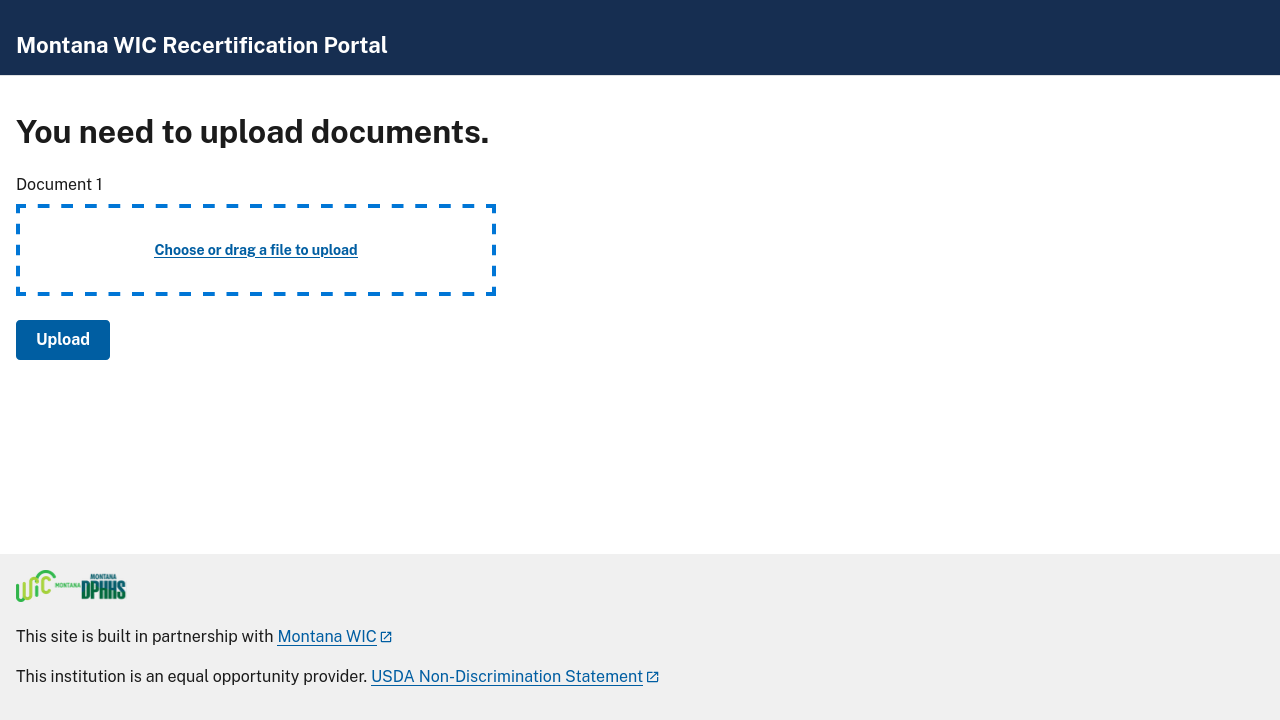 Montana WIC Recertification Portal
You need to upload documents.
Document 1
Choose or drag a file to upload
Upload
WIC MONTANA MONTANA DPHHS
This site is built in partnership with Montana WIC
This institution is an equal opportunity provider. USDA Non-Discrimination Statement